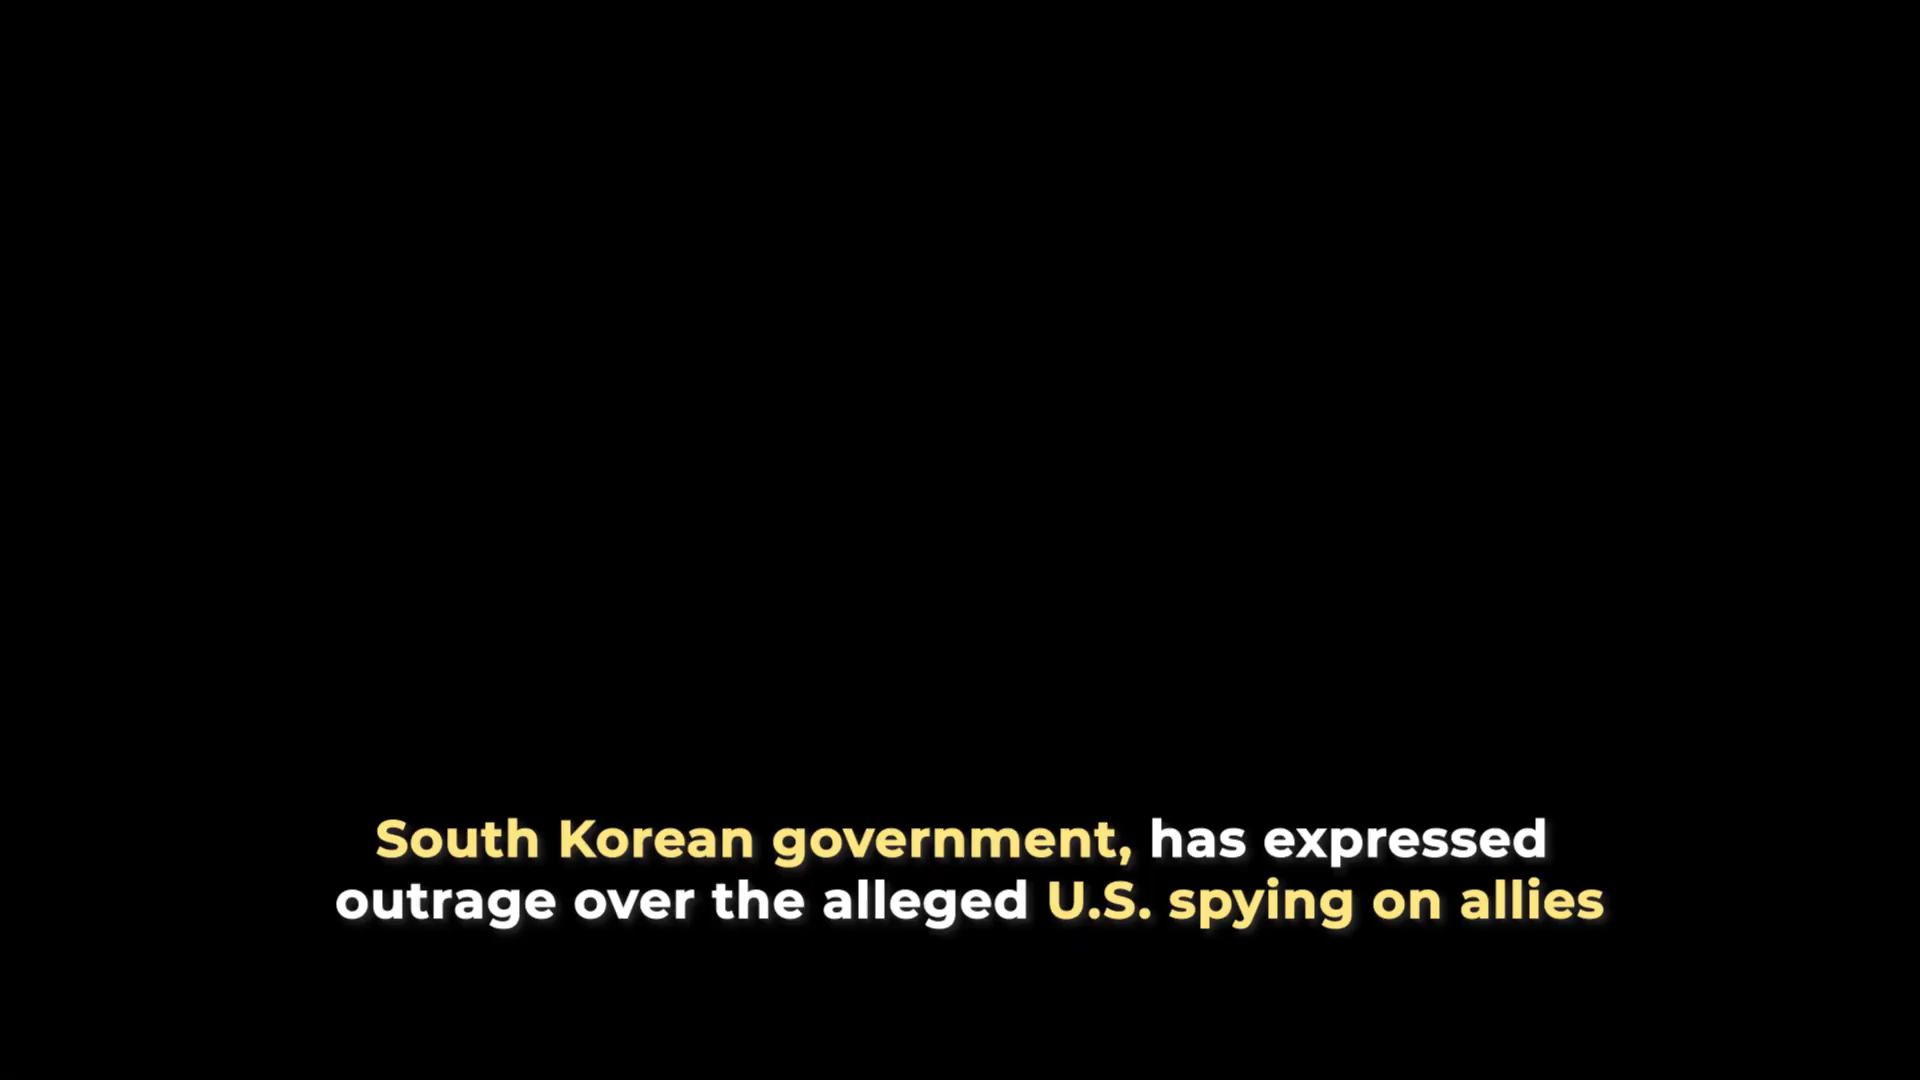 South Korean government, has expressed
outrage over the alleged U.S. spying on allies